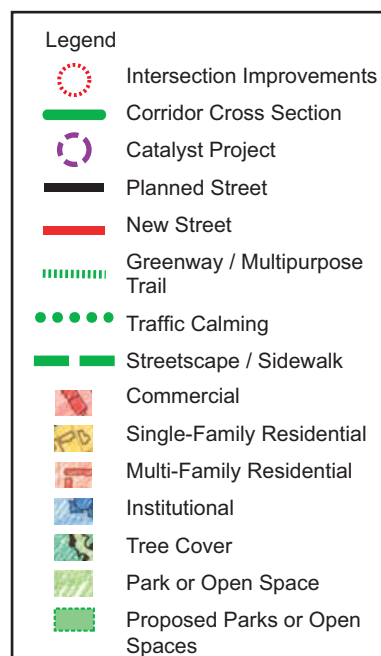 Legend
Intersection Improvements
Corridor Cross Section
Catalyst Project
Planned Street
New Street
Greenway / Multipurpose
Trail
Traffic Calming
Streetscape / Sidewalk
Commercial
Single-Family Residential
Multi-Family Residential
Institutional
Tree Cover
Park or Open Space
Proposed Parks or Open
Spaces